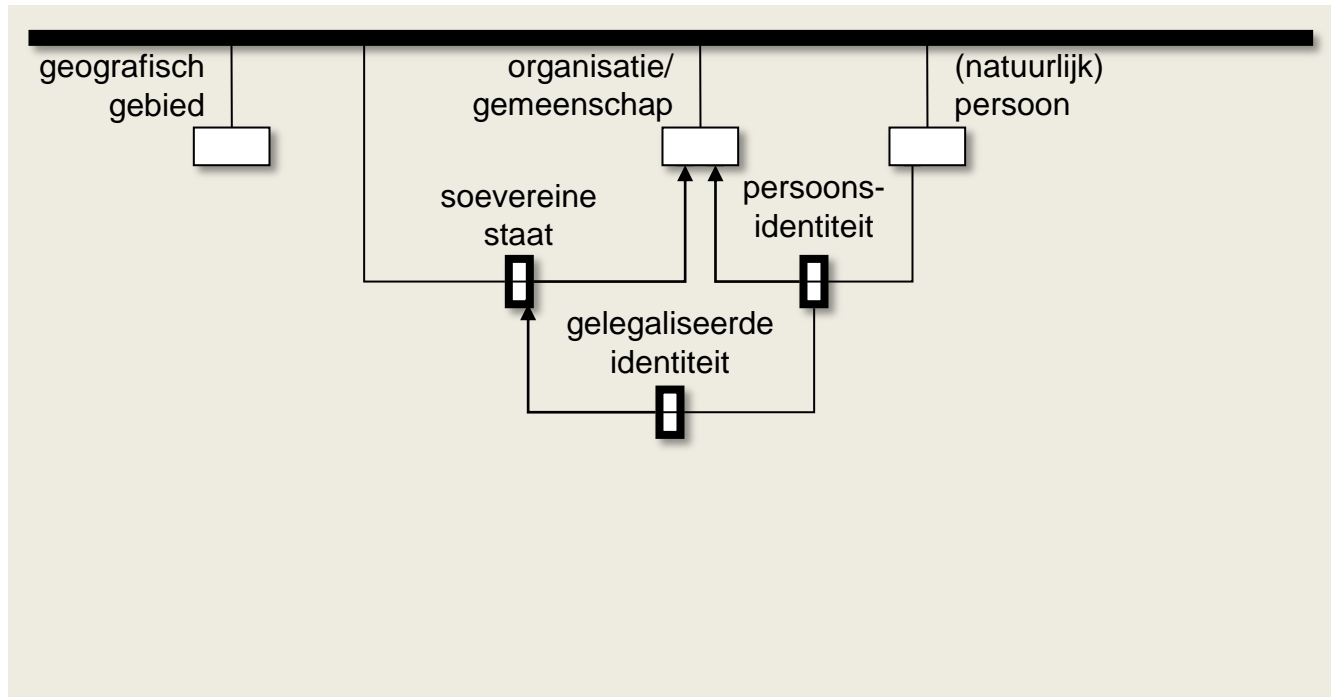 geografisch
gebied
organisatie/
gemeenschap
(natuurlijk)
persoon
soevereine
staat
persoons-
identiteit
gelegaliseerde
identiteit